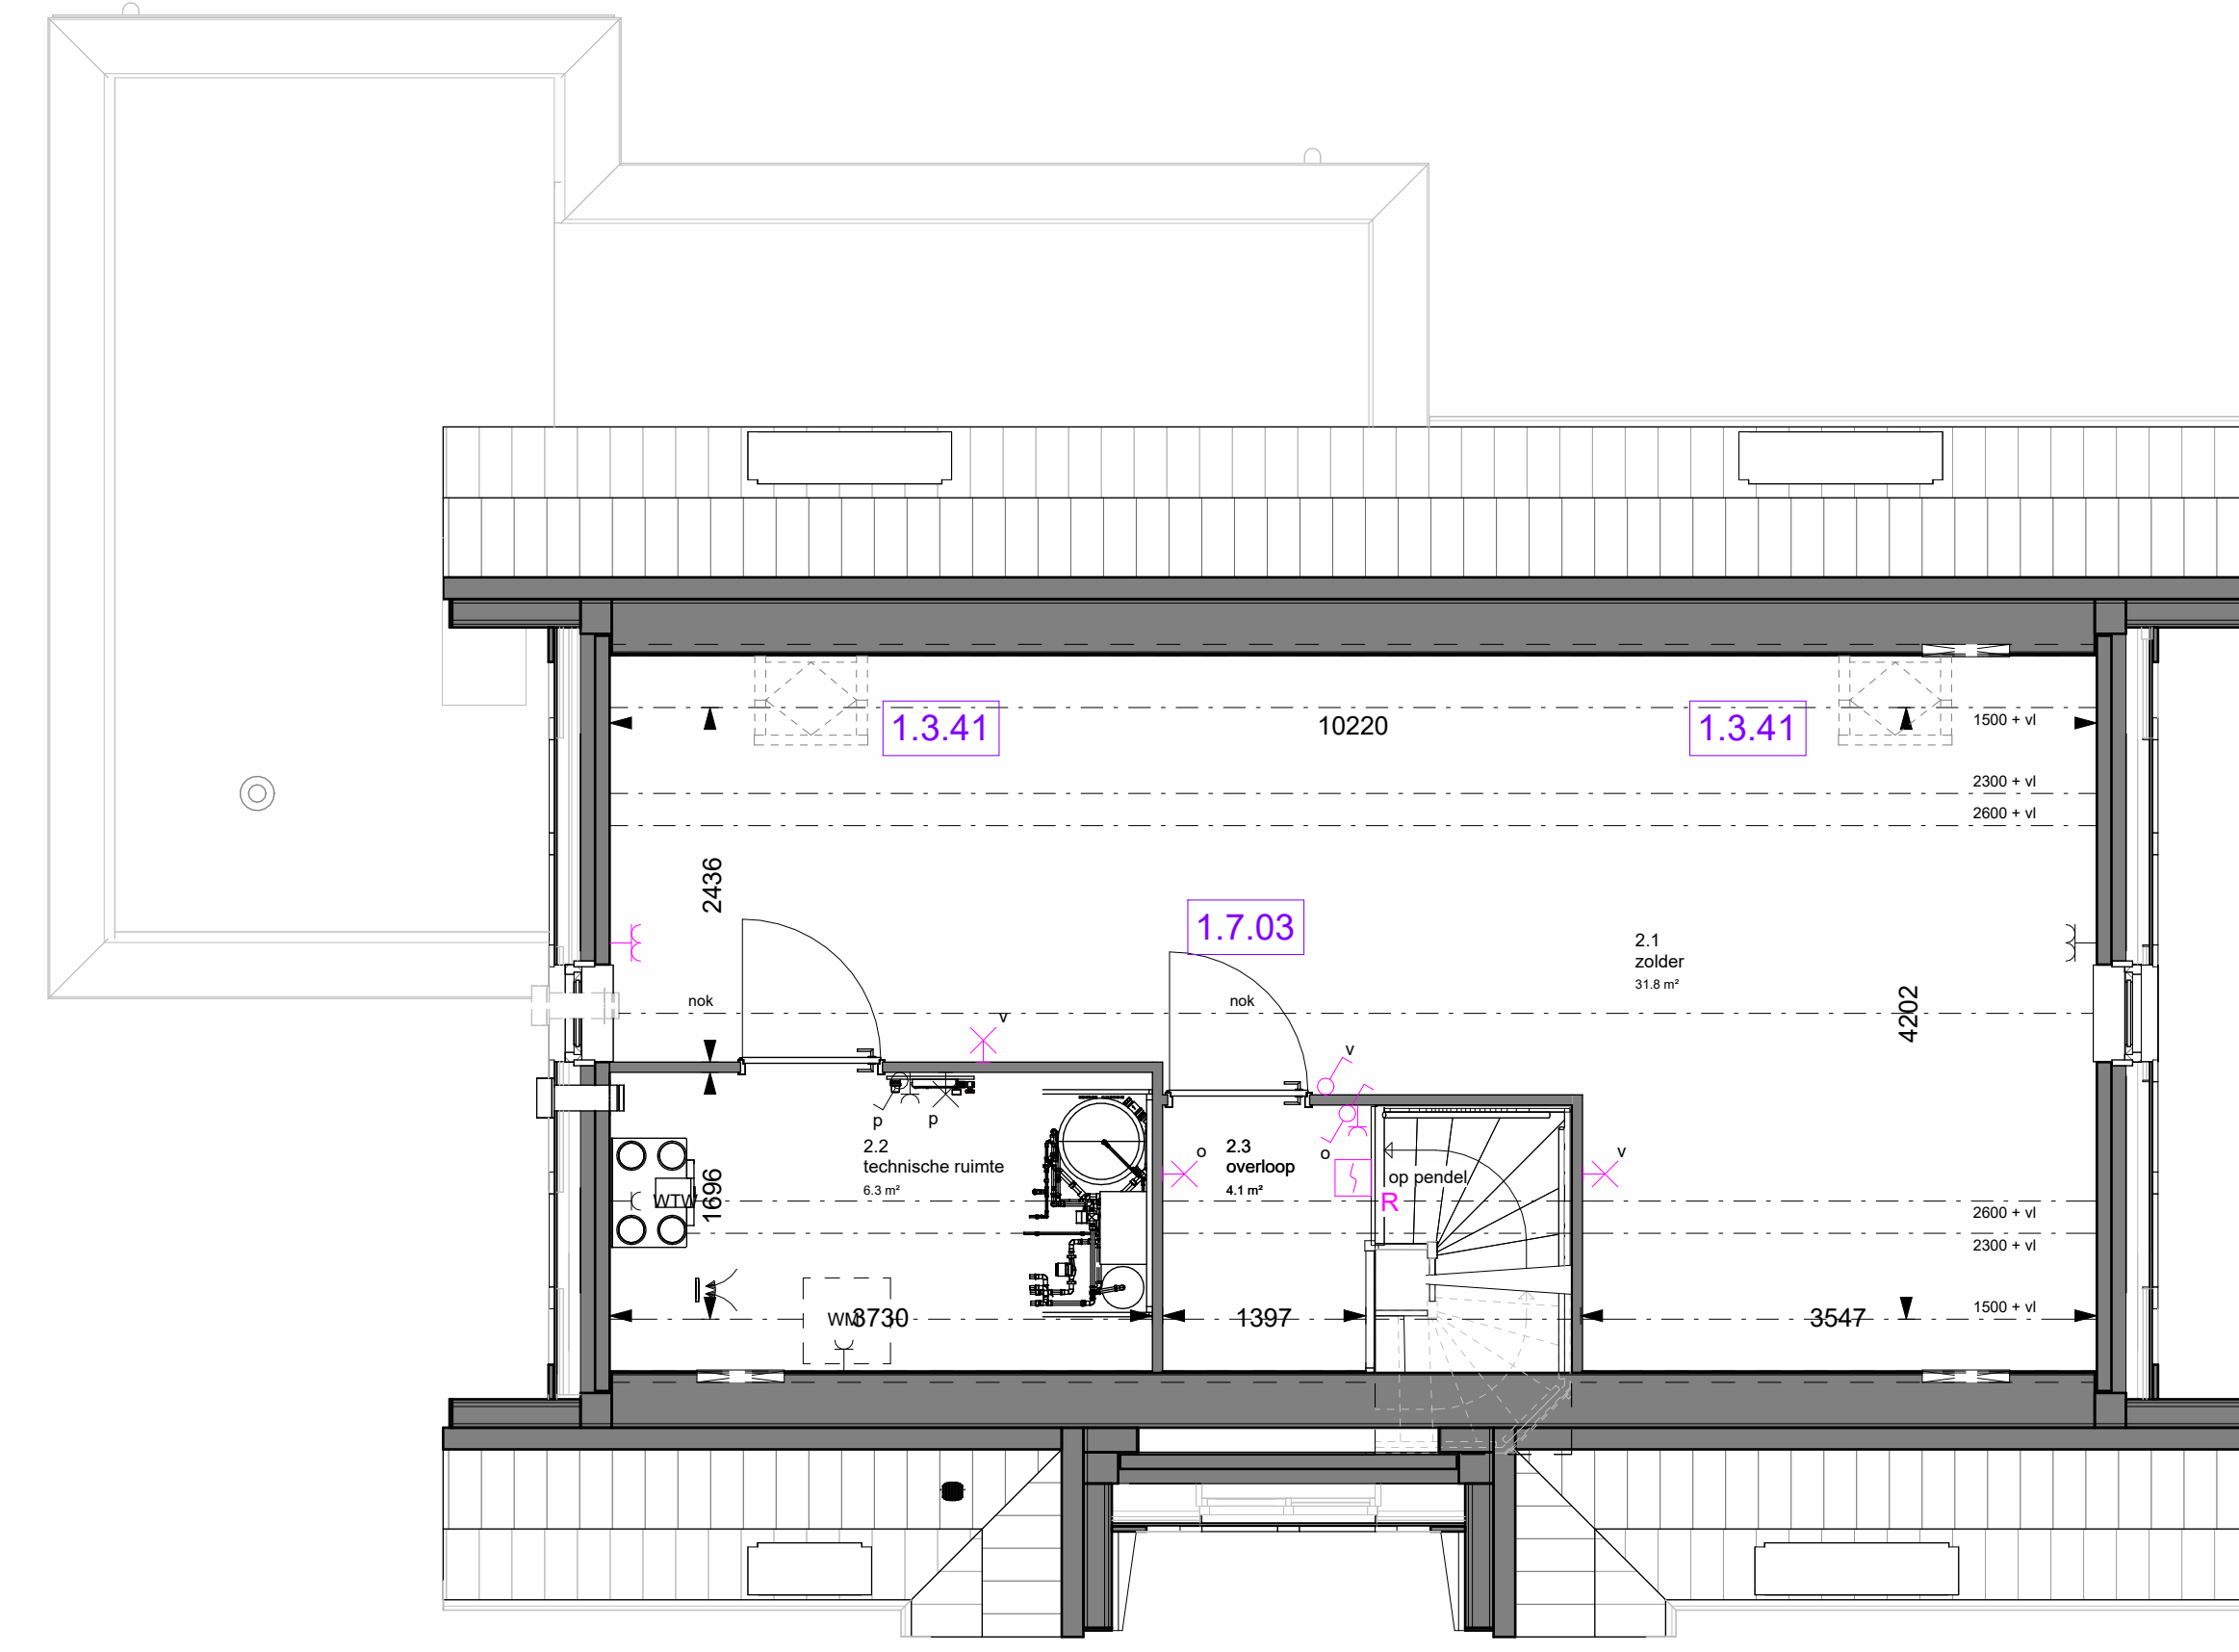 1.3.41
10220
1.3.41
1500 + vl
2300 + vl
2600 + vl
2436
1.7.03
2.1
zolder
31.8 m²
nok
nok
4202
v
v
p
p
2.2
technische ruimte
6.3 m²
2.3
overloop
4.1 m²
o
o
v
op pendel
R
WTW
1696
2600 + vl
2300 + vl
1500 + vl
WM
3730
1397
3547